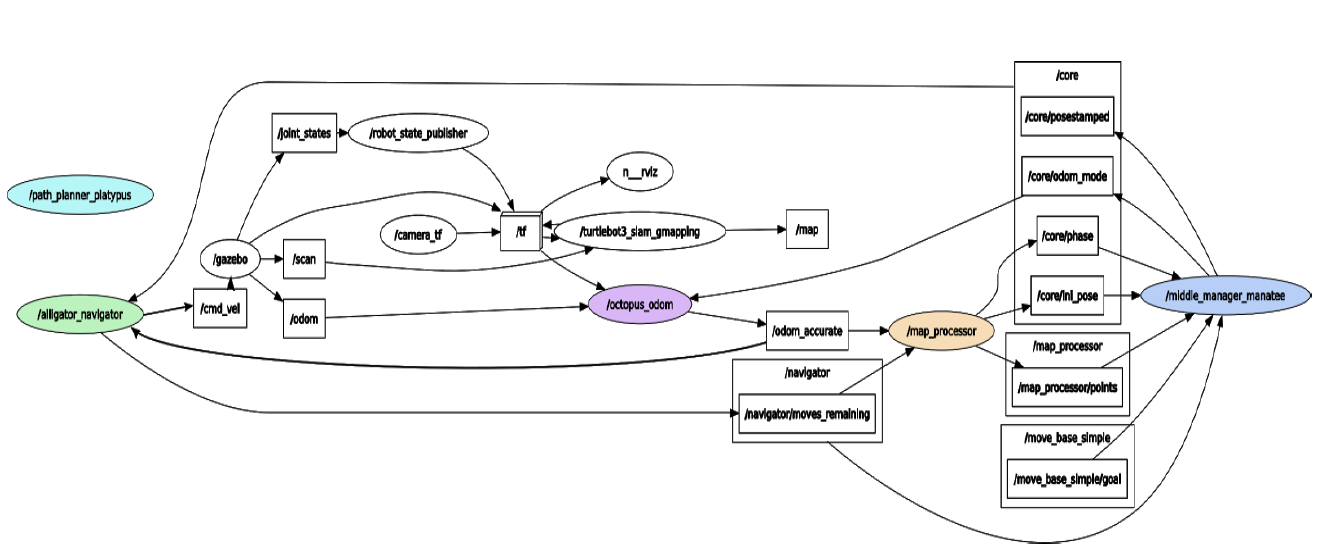 /core
/core/posestamped
/joint_states
/robot_state_publisher
/path_planner_platypus
n__rviz
/core/odom_mode
/camera_tf
/tf
/turtlebot3_slam_gmapping
/map
/core/phase
/gazebo
/scan
/alligator_navigator
/cmd_vel
/odom
/octopus_odom
/core/ini_pose
/middle_manager_manatee
/odom_accurate
/map_processor
/map_processor
/navigator
/map_processor/points
/navigator/moves_remaining
/move_base_simple
/move_base_simple/goal